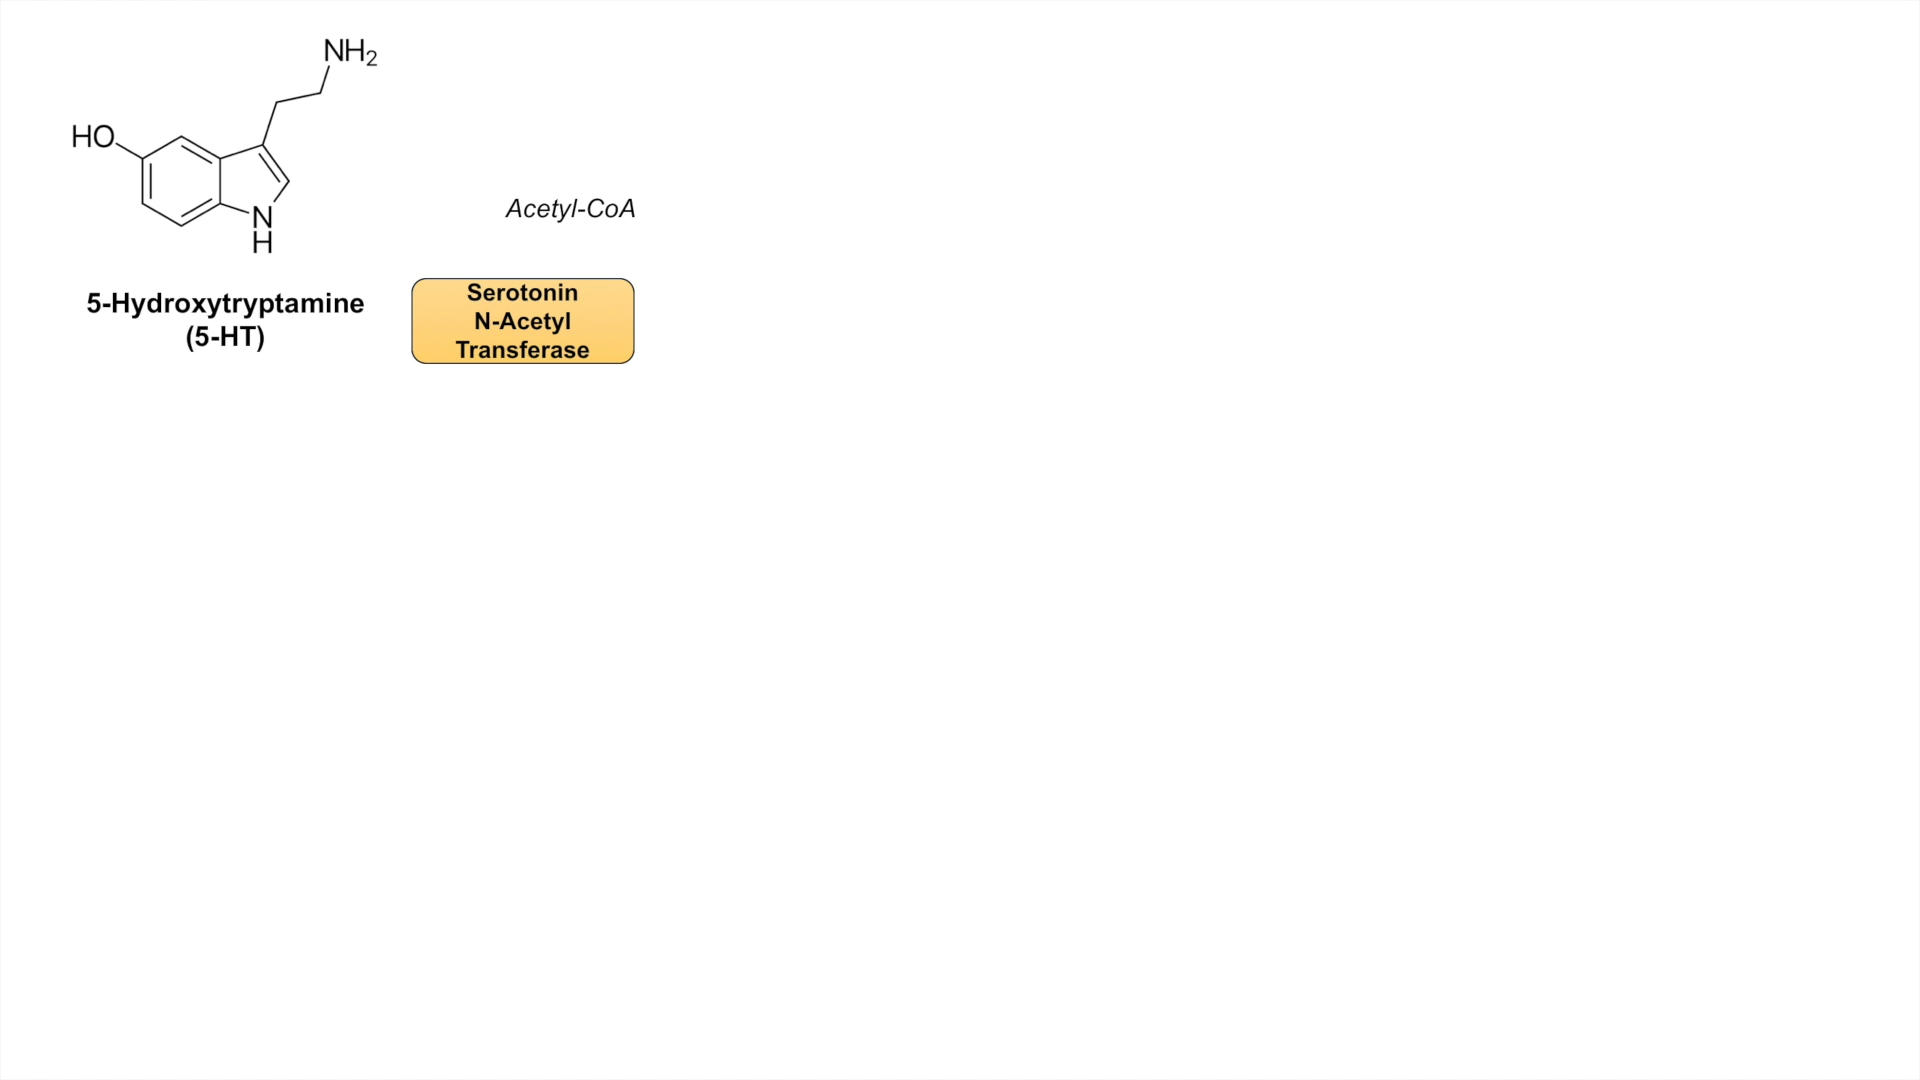 NH₂
HO
N
H
Acetyl-CoA
5-Hydroxytryptamine
(5-HT)
Serotonin
N-Acetyl
Transferase